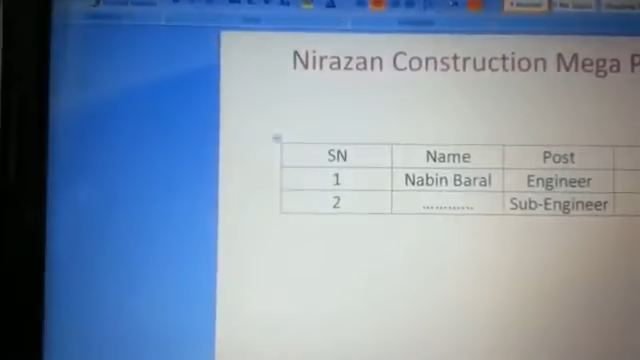 Nirazan Construction Mega P
SN Name Post
1 Nabin Baral Engineer
2 ............ Sub-Engineer